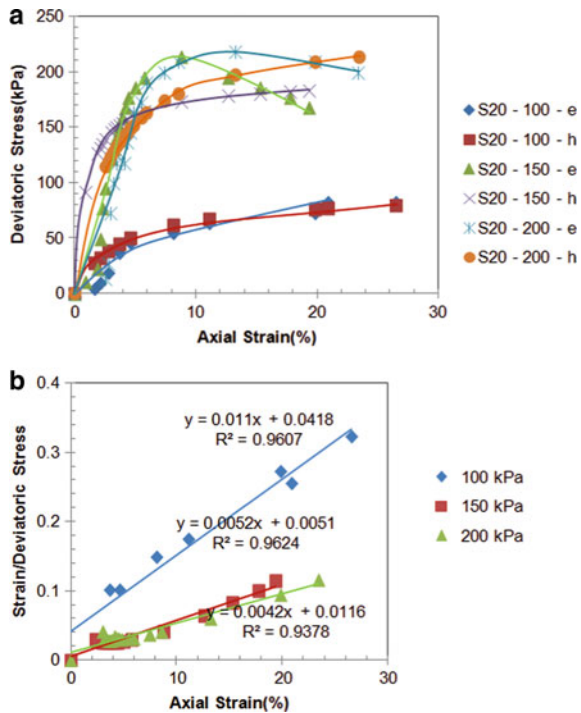 a
250
200
150
100
50
0
Deviatoric Stress(kPa)
0 10 20 30
Axial Strain(%)
S20 - 100 - e
S20 - 100 - h
S20 - 150 - e
S20 - 150 - h
S20 - 200 - e
S20 - 200 - h
b
0.4
0.3
0.2
0.1
0
Strain/Deviatoric Stress
y = 0.011x + 0.0418
R² = 0.9607
y = 0.0052x + 0.0051
R² = 0.9624
y = 0.0042x + 0.0116
R² = 0.9378
0 10 20 30
Axial Strain(%)
100 kPa
150 kPa
200 kPa